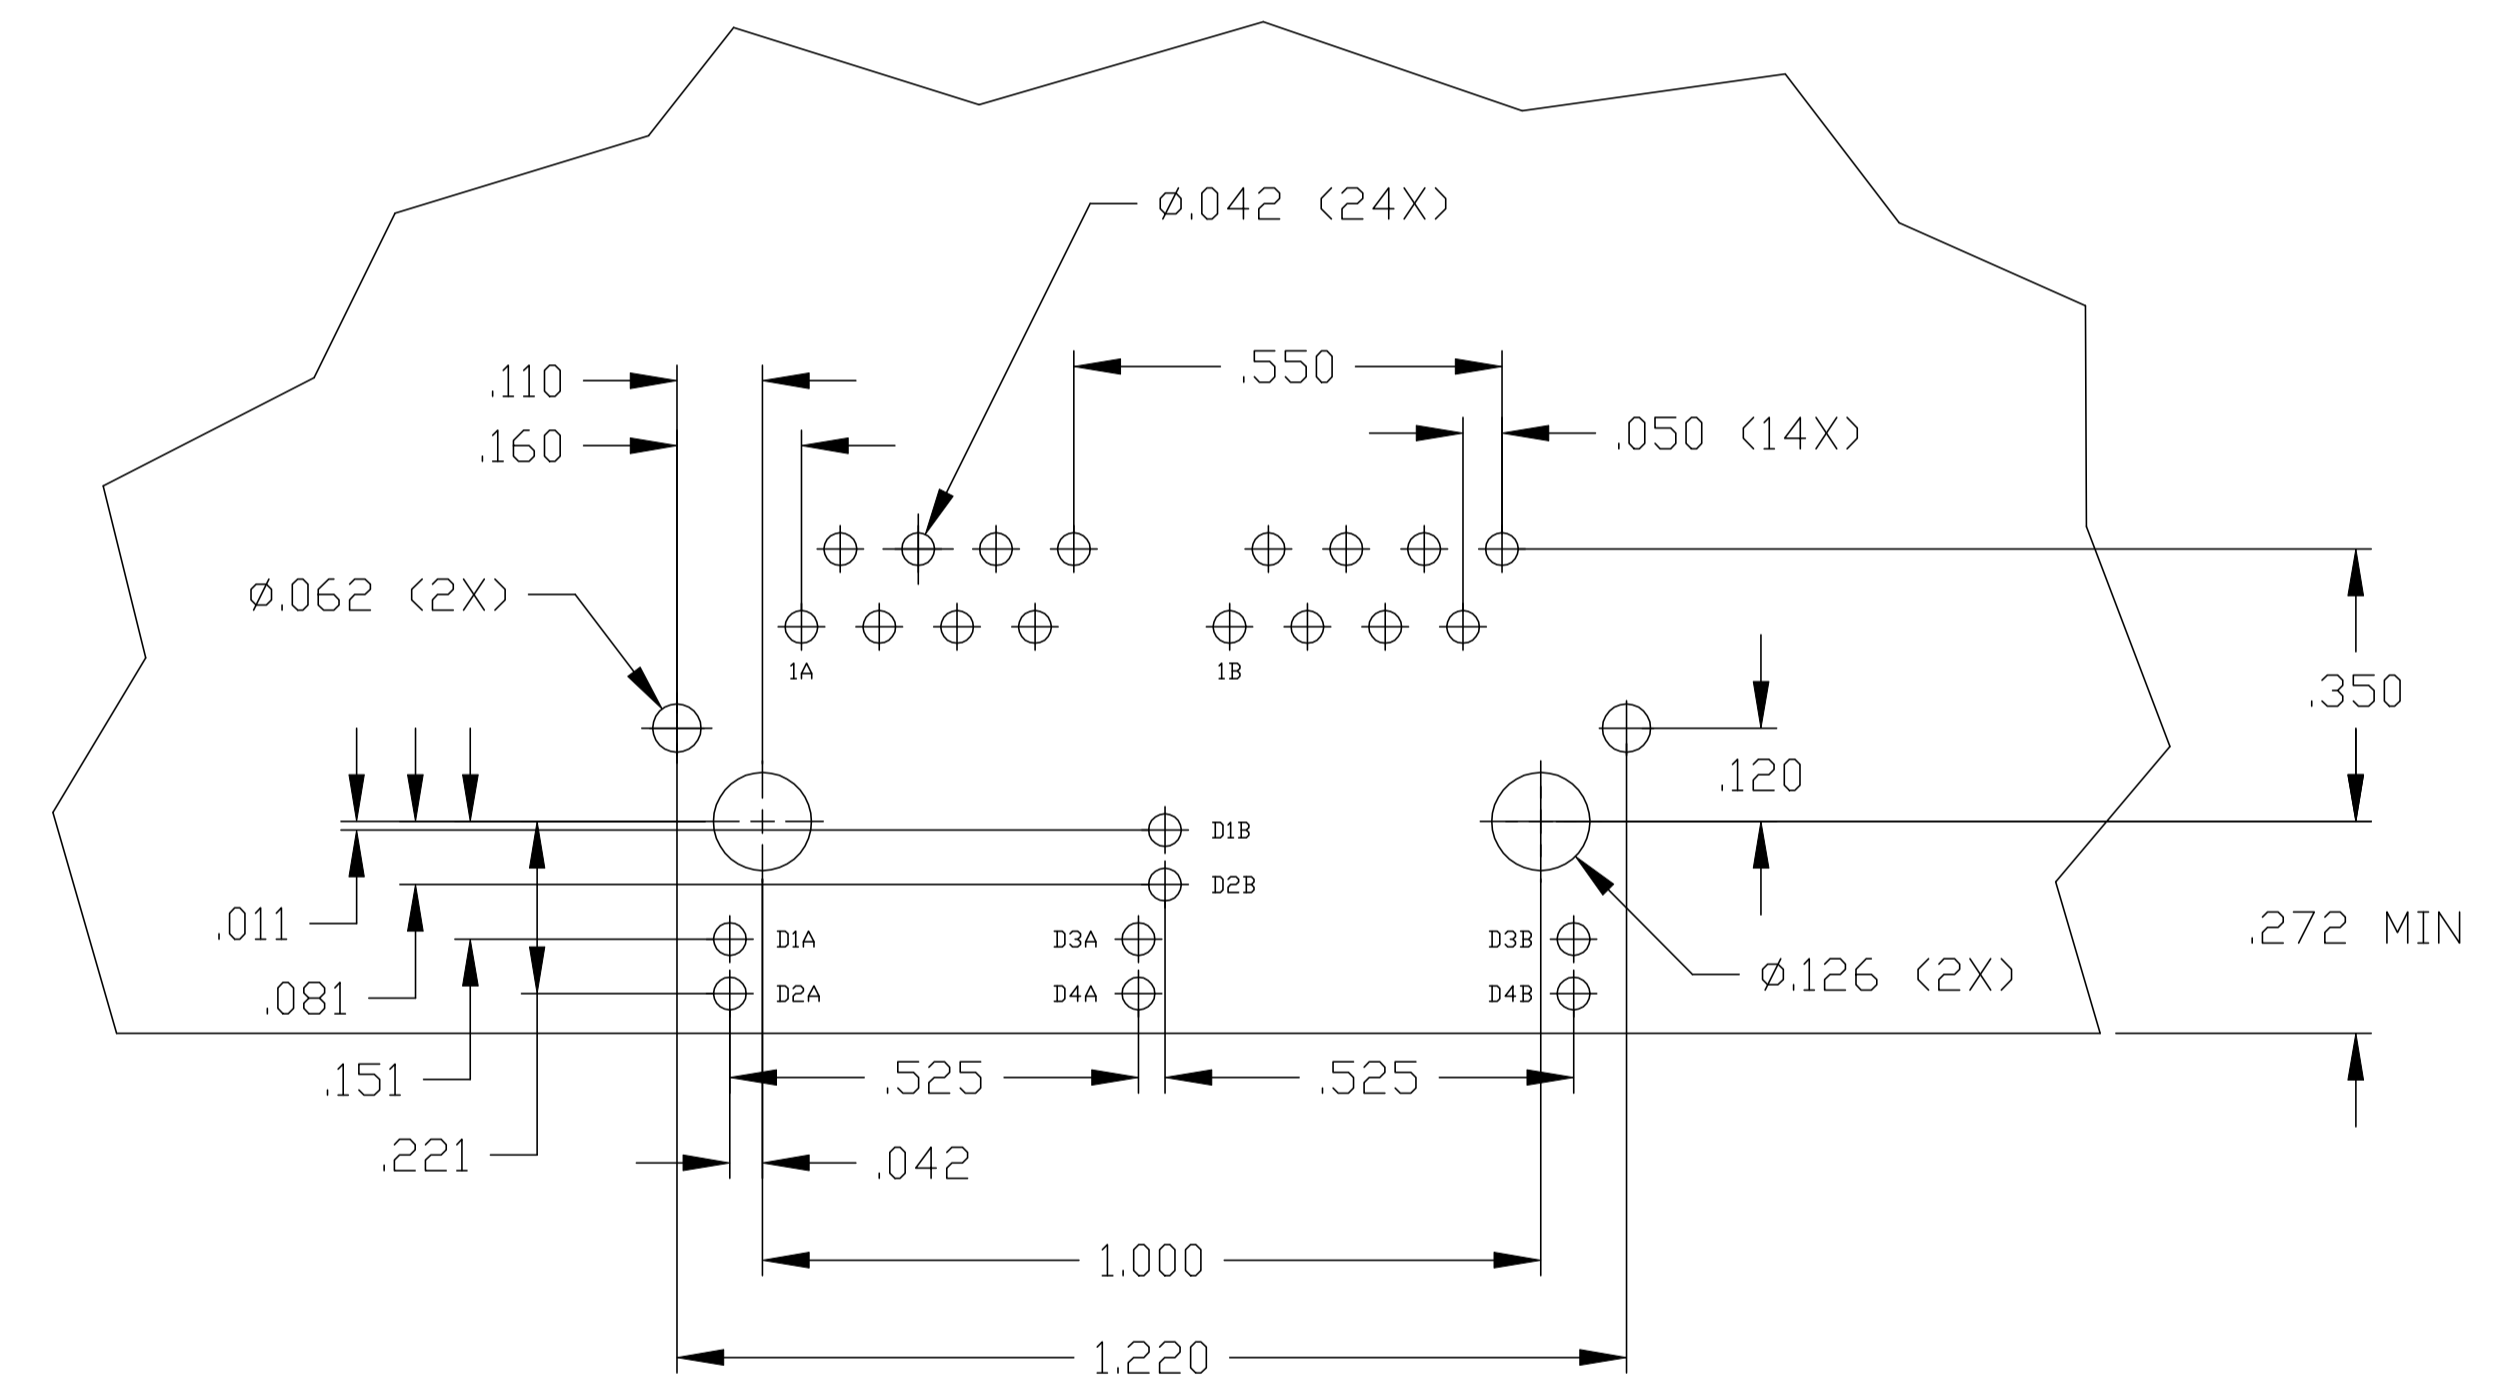 Ø.042 (24X)
.110
.550
.160
.050 (14X)
Ø.062 (2X)
1A
1B
.350
.120
D1B
D2B
.011
D1A
D3A
D3B
.272 MIN
Ø.126 (2X)
.081
D2A
D4A
D4B
.151
.525
.525
.221
.042
1.000
1.220